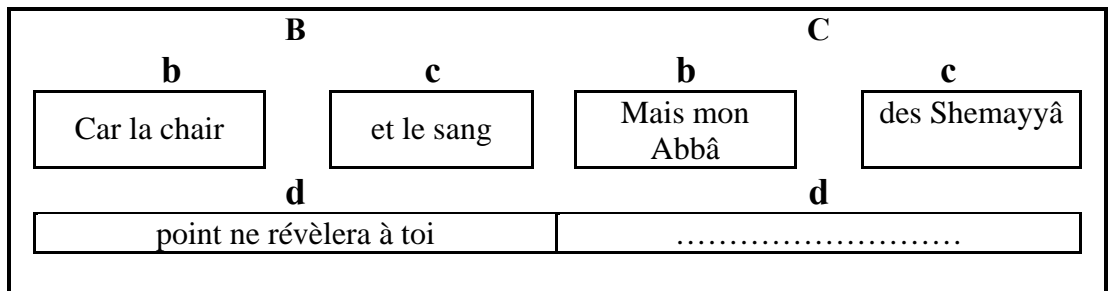 B C
b c b c
Car la chair et le sang Mais mon
Abbâ des Shemayyâ
d d
point ne révèlera à toi ………………………